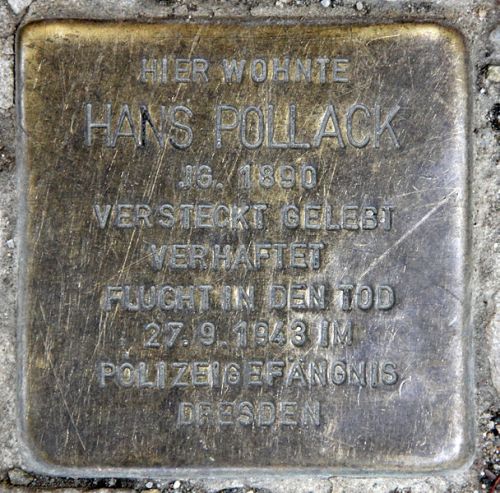 HIER WOHNTE
HANS POLLACK
JG. 1890
VERSTECKT GELEBT
VERHAFTET
FLUCHT IN DEN TOD
27.9.1943 IM
POLIZEIGEFÄNGNIS
DRESDEN